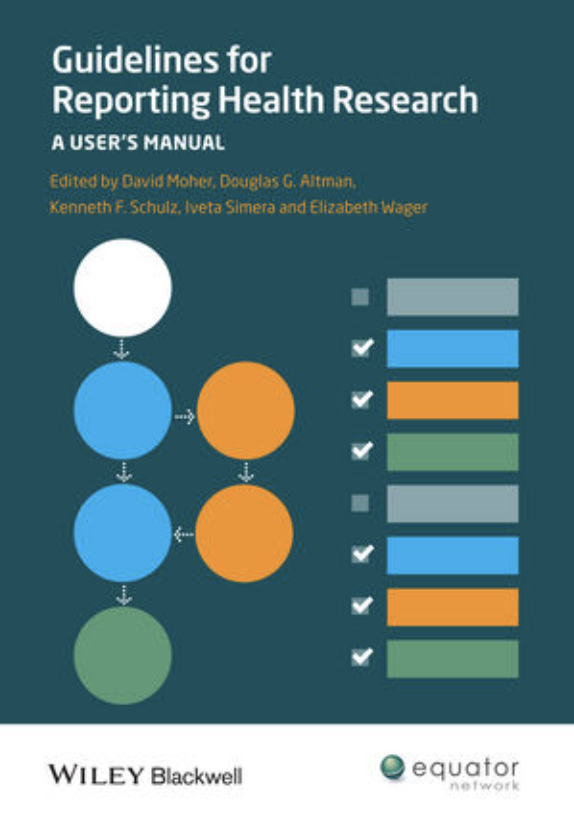 Guidelines for
Reporting Health Research
A USER'S MANUAL
Edited by David Moher, Douglas G. Altman,
Kenneth F. Schulz, Iveta Simera and Elizabeth Wager
WILEY Blackwell
equator
network